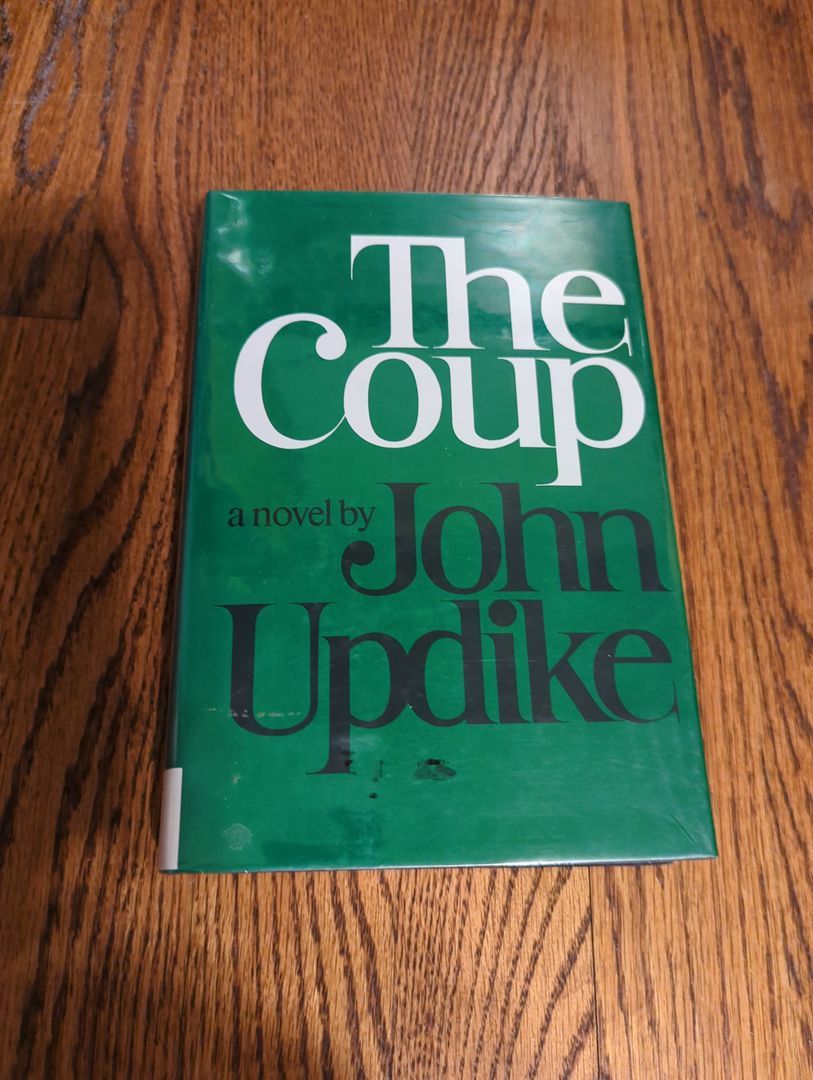 The
Coup
a novel by John
Updike